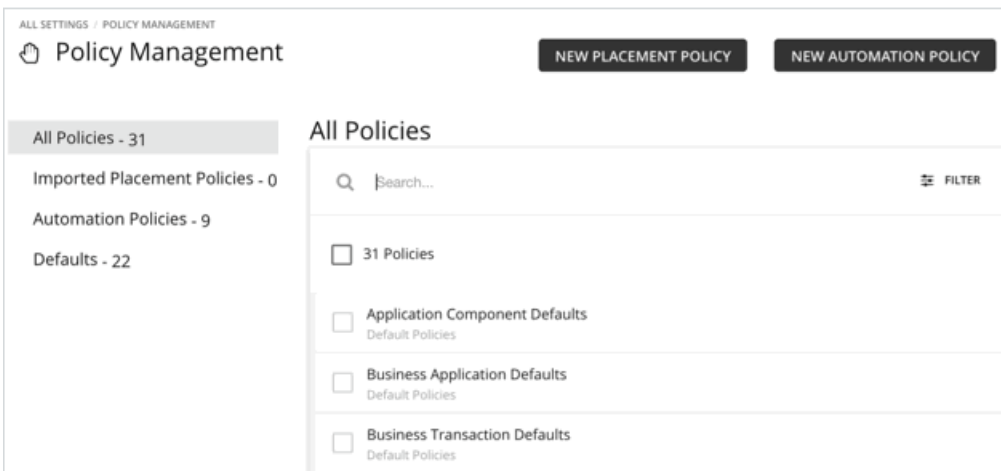 ALL SETTINGS / POLICY MANAGEMENT
Policy Management
NEW PLACEMENT POLICY
NEW AUTOMATION POLICY
All Policies - 31
Imported Placement Policies - 0
Automation Policies - 9
Defaults - 22
All Policies
Search...
FILTER
31 Policies
Application Component Defaults
Default Policies
Business Application Defaults
Default Policies
Business Transaction Defaults
Default Policies